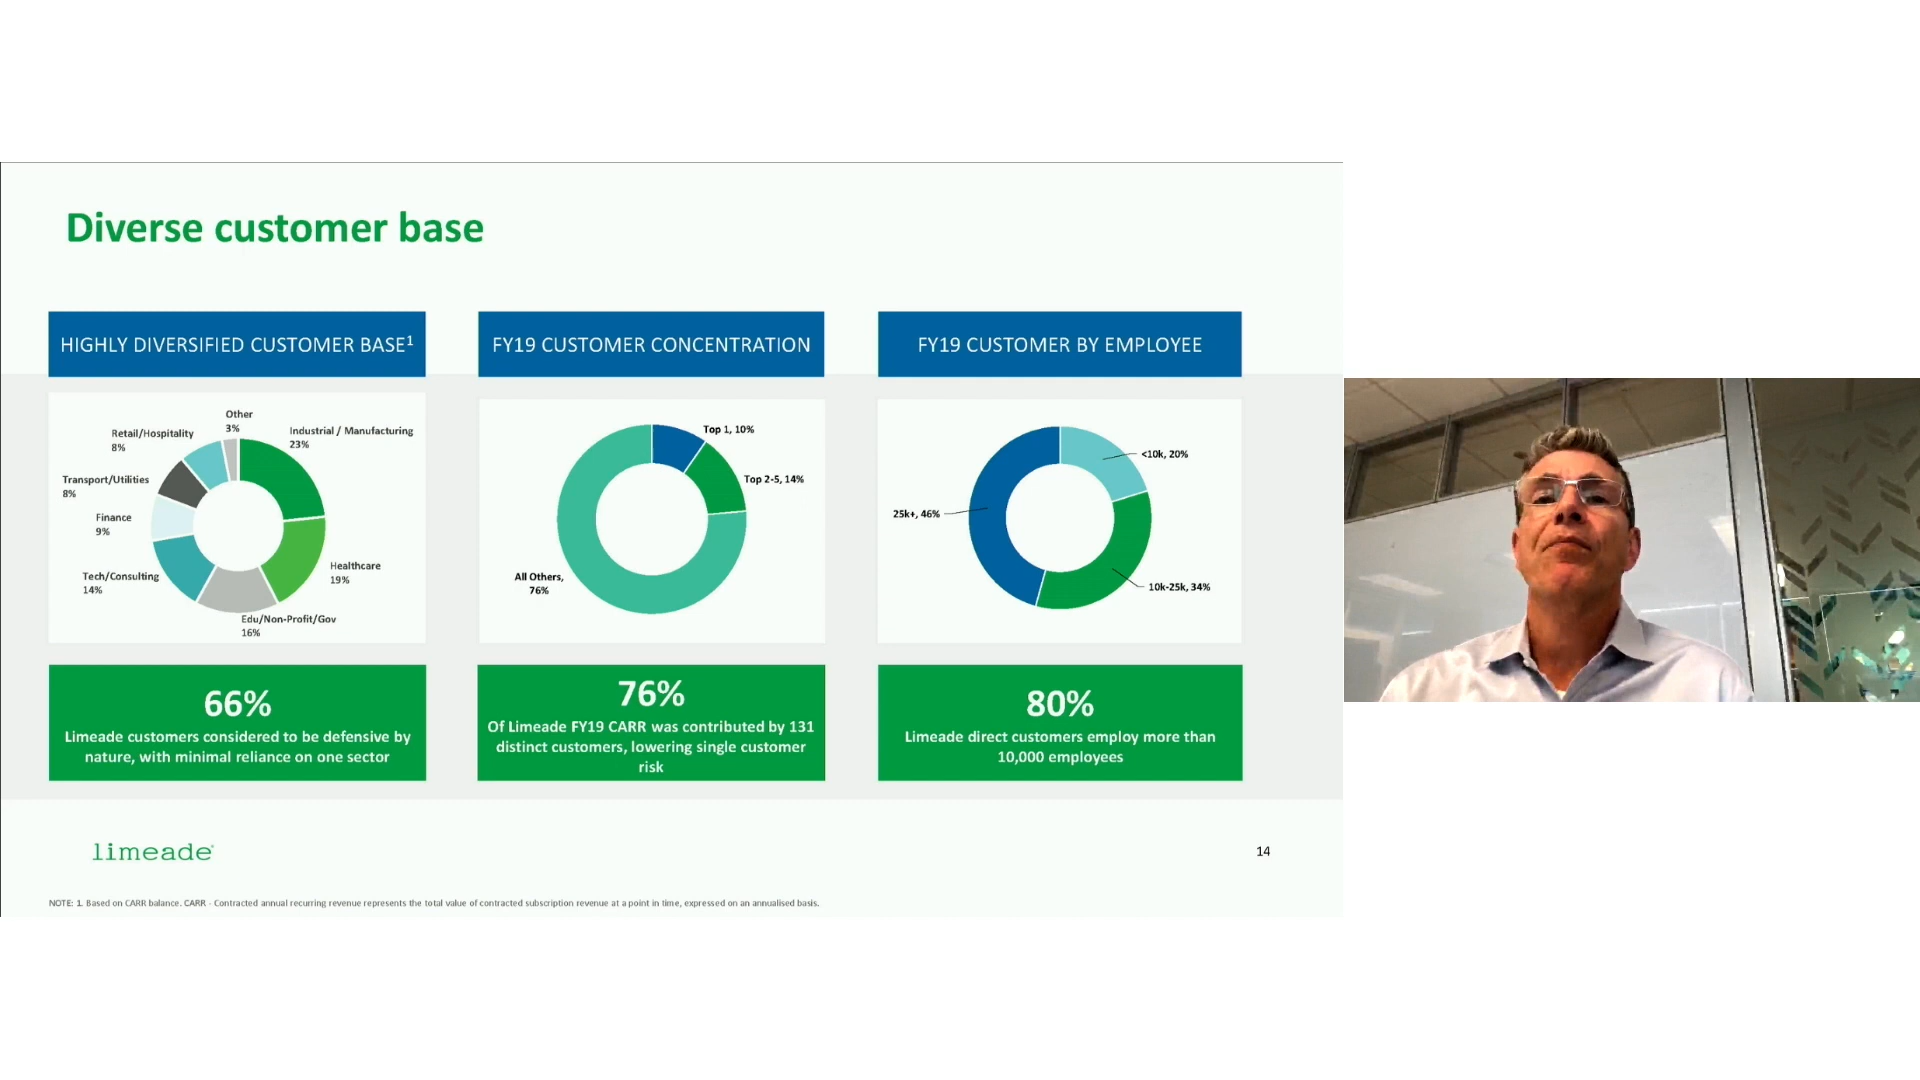 Diverse customer base
HIGHLY DIVERSIFIED CUSTOMER BASE1
Other
3%
Retail/Hospitality
8%
Industrial / Manufacturing
23%
Transport/Utilities
8%
Finance
9%
Tech/Consulting
14%
Healthcare
19%
Edu/Non-Profit/Gov
16%
66%
Limeade customers considered to be defensive by
nature, with minimal reliance on one sector
FY19 CUSTOMER CONCENTRATION
Top 1, 10%
Top 2-5, 14%
All Others,
76%
76%
Of Limeade FY19 CARR was contributed by 131
distinct customers, lowering single customer
risk
FY19 CUSTOMER BY EMPLOYEE
<10k, 20%
25k+, 46%
10k-25k, 34%
80%
Limeade direct customers employ more than
10,000 employees
limeade
14
NOTE: 1. Based on CARR balance. CARR - Contracted annual recurring revenue represents the total value of contracted subscription revenue at a point in time, expressed on an annualised basis.